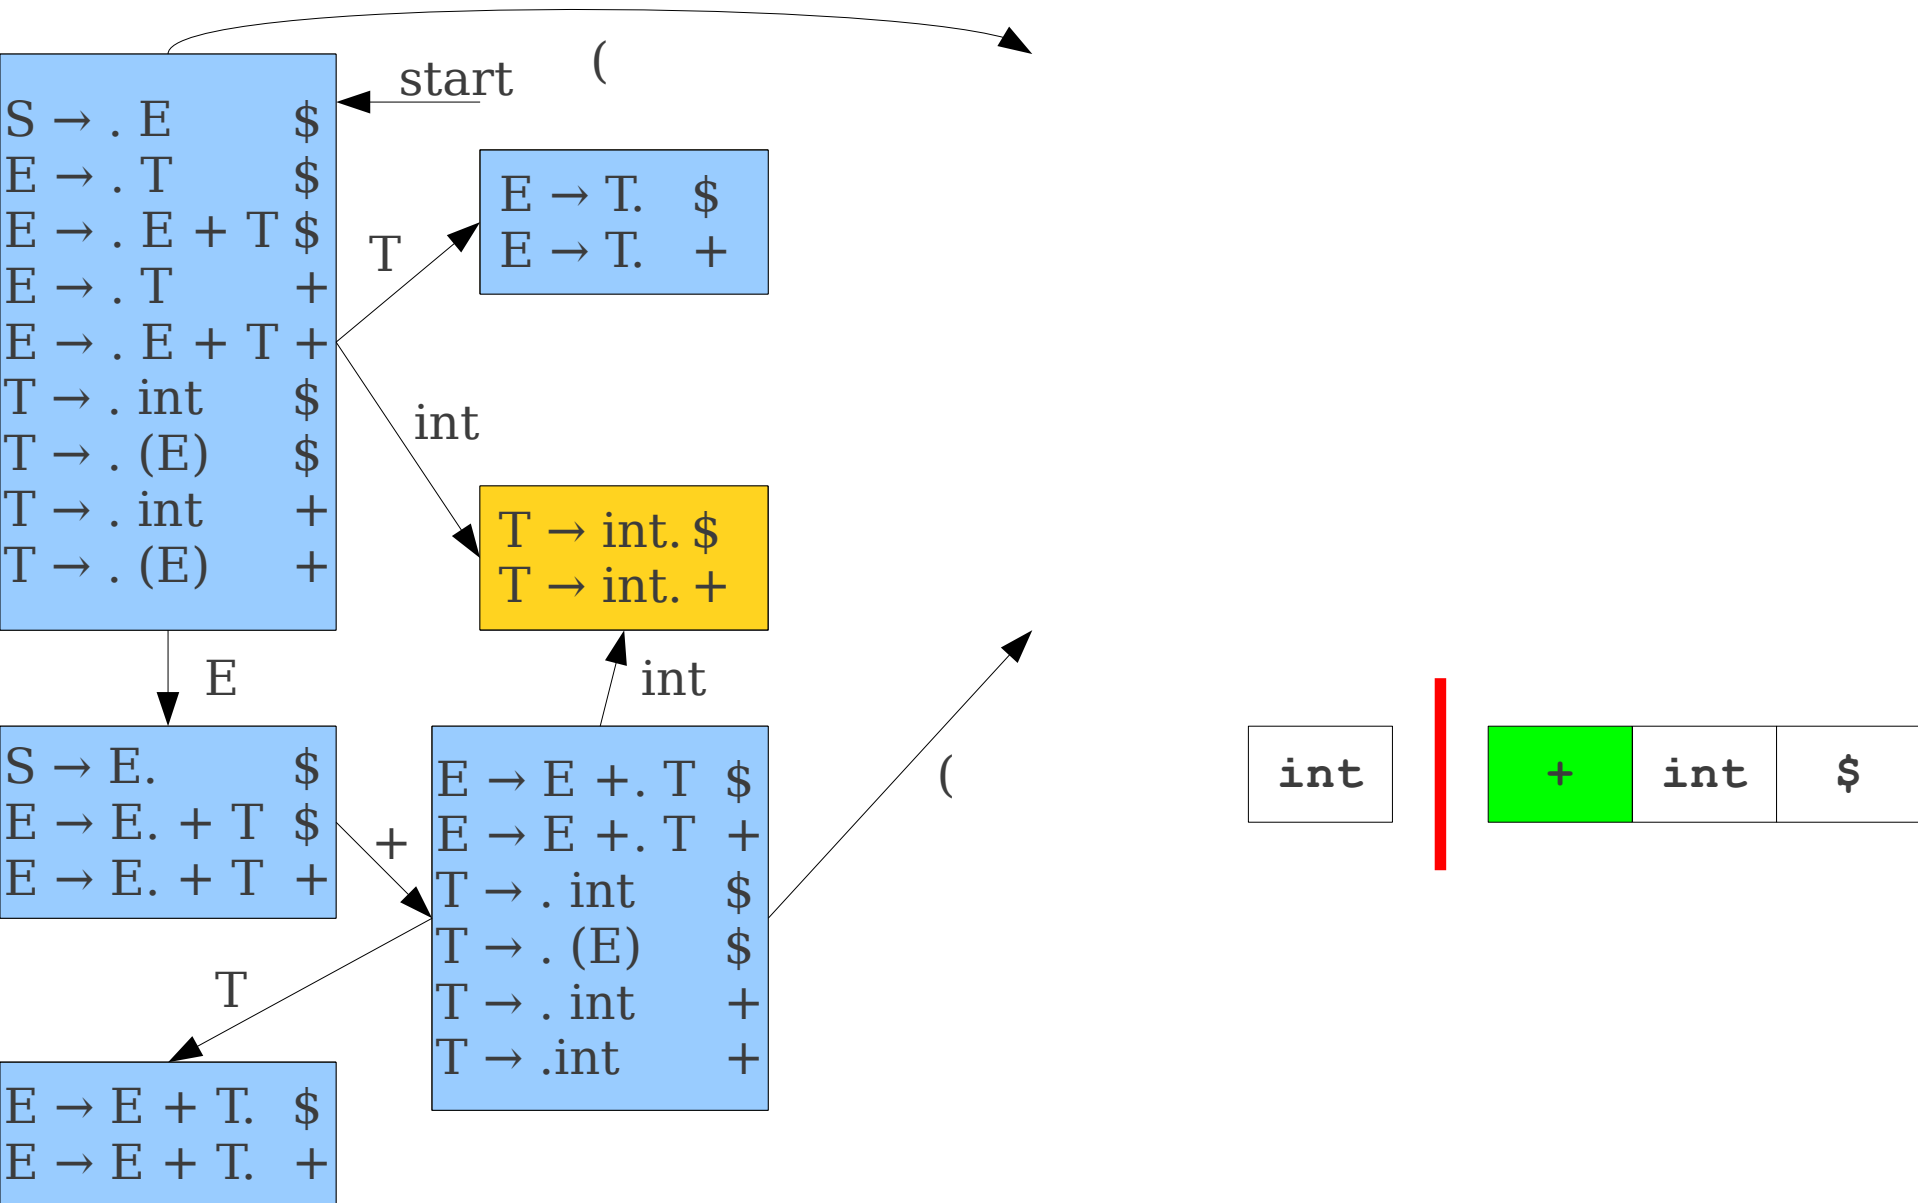 (
start
S → . E $
E → . T $
E → . E + T $
E → . T +
E → . E + T +
T → . int $
T → . (E) $
T → . int +
T → . (E) +
T
E → T. $
E → T. +
int
T → int. $
T → int. +
E
int
S → E. $
E → E. + T $
E → E. + T +
+
E → E +. T $
E → E +. T +
T → . int $
T → . (E) $
T → . int +
T → .int +
(
int + int $
T
E → E + T. $
E → E + T. +